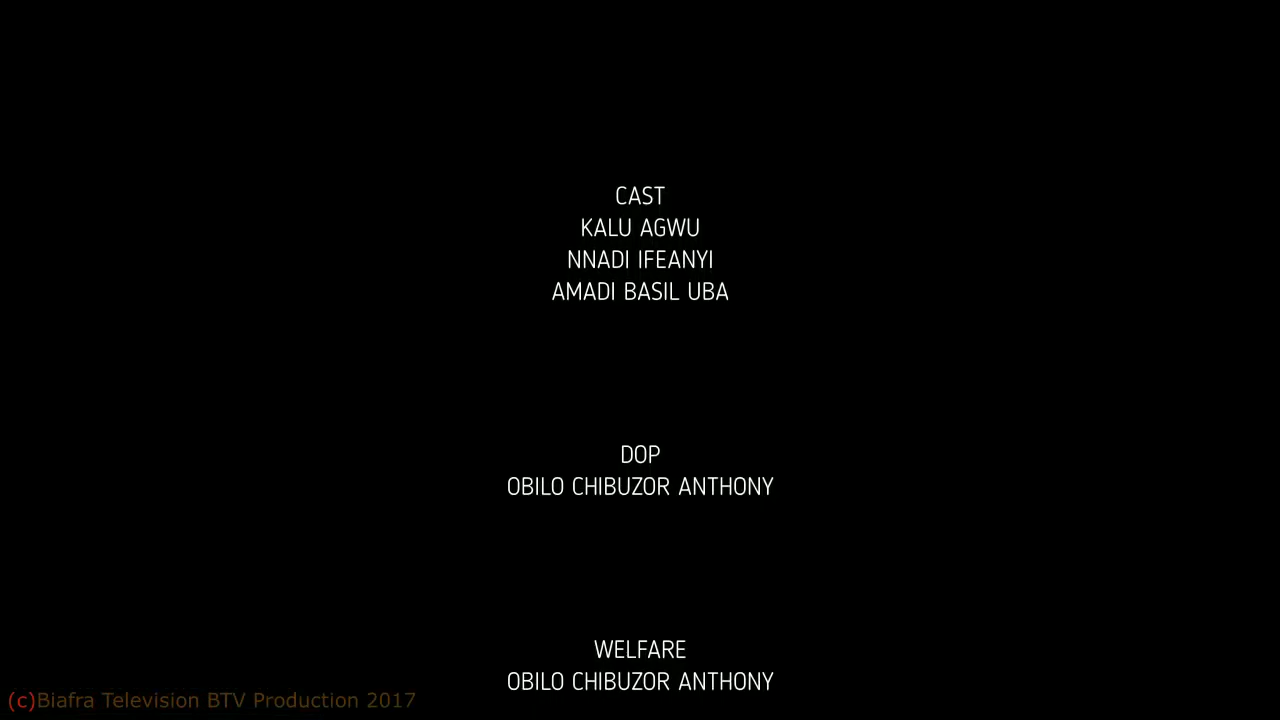 CAST
KALU AGWU
NNADI IFEANYI
AMADI BASIL UBA
DOP
OBILO CHIBUZOR ANTHONY
WELFARE
OBILO CHIBUZOR ANTHONY
(c)Biafra Television BTV Production 2017